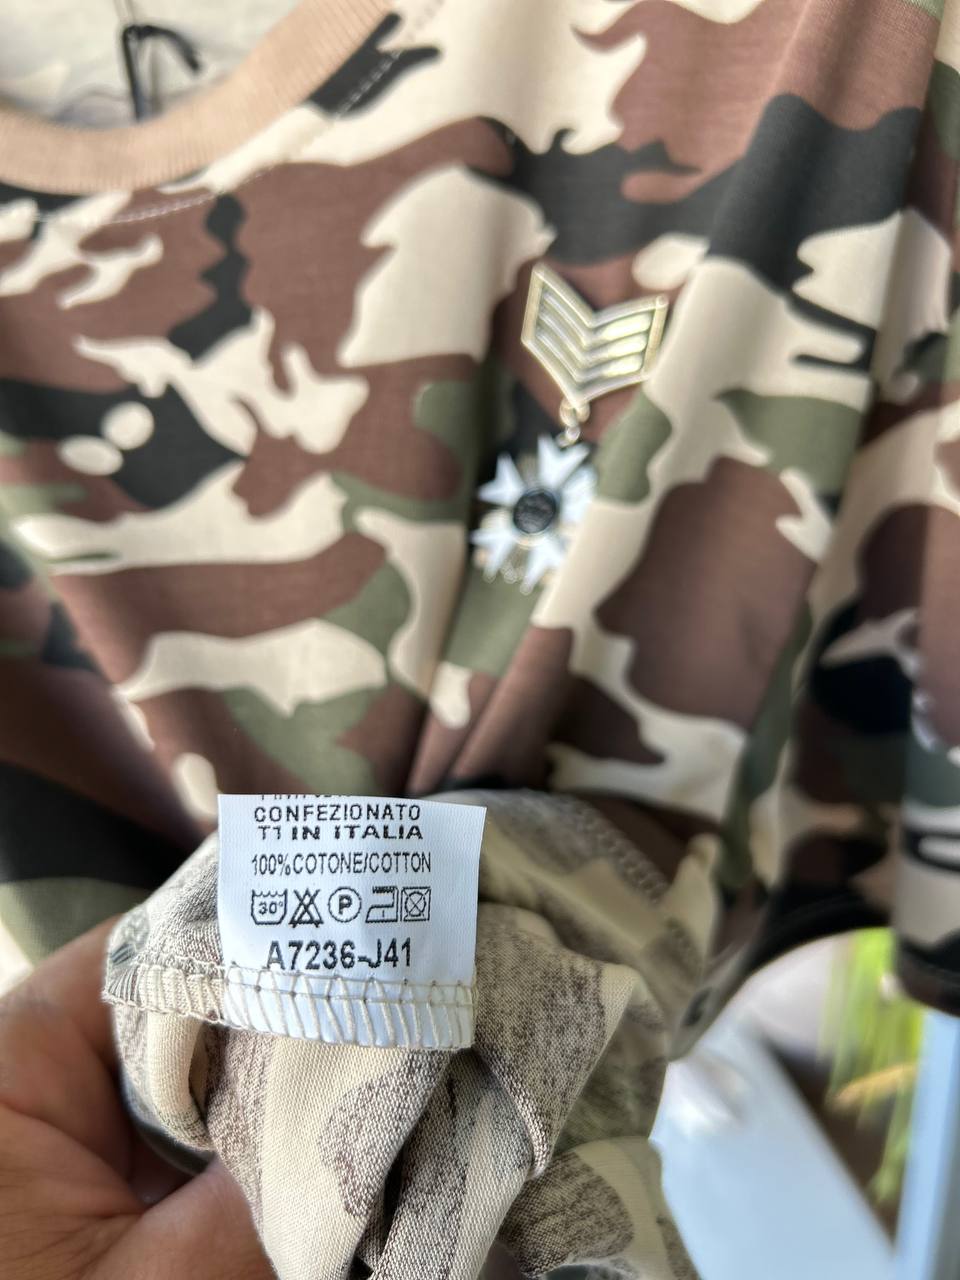 CONFEZIONATO
T1 IN ITALIA
100%COTONE/COTTON
30° P
A7236-J41